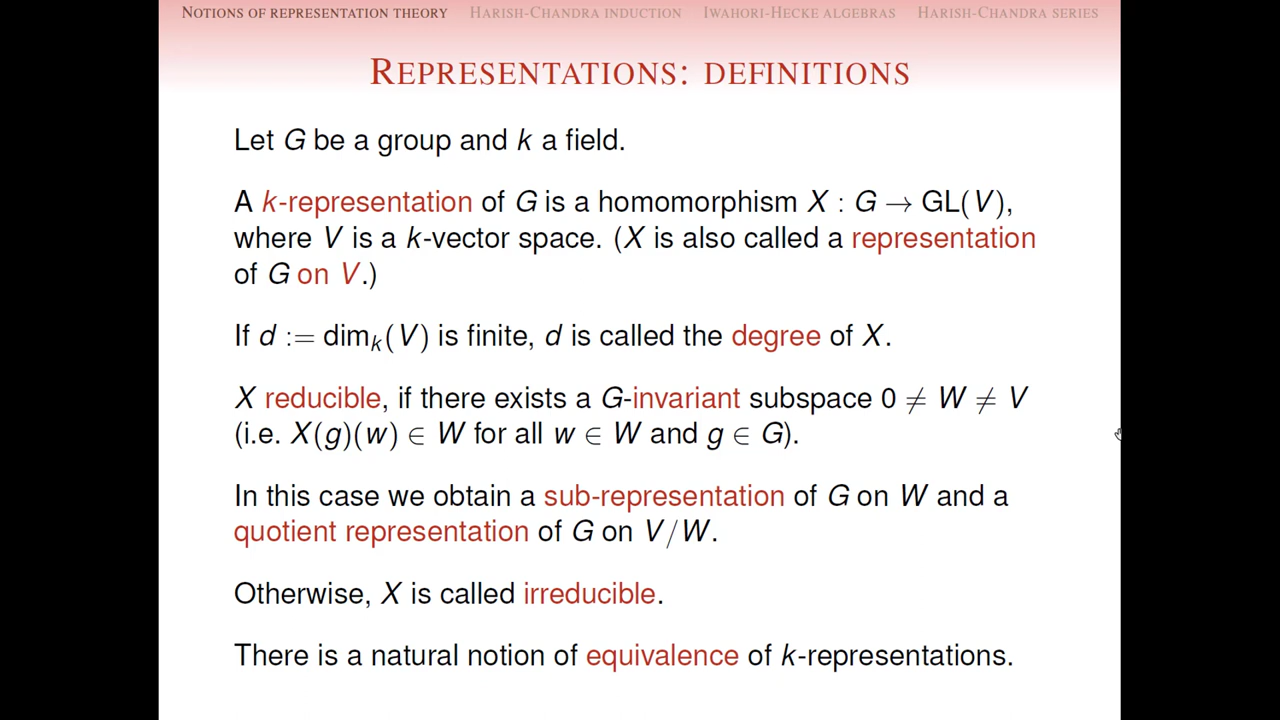 NOTIONS OF REPRESENTATION THEORY HARISH-CHANDRA INDUCTION IWAHORI-HECKE ALGEBRAS HARISH-CHANDRA SERIES
REPRESENTATIONS: DEFINITIONS
Let G be a group and k a field.
A k-representation of G is a homomorphism X : G → GL(V),
where V is a k-vector space. (X is also called a representation
of G on V.)
If d := dimₖ(V) is finite, d is called the degree of X.
X reducible, if there exists a G-invariant subspace 0 ≠ W ≠ V
(i.e. X(g)(w) ∈ W for all w ∈ W and g ∈ G).
In this case we obtain a sub-representation of G on W and a
quotient representation of G on V/W.
Otherwise, X is called irreducible.
There is a natural notion of equivalence of k-representations.